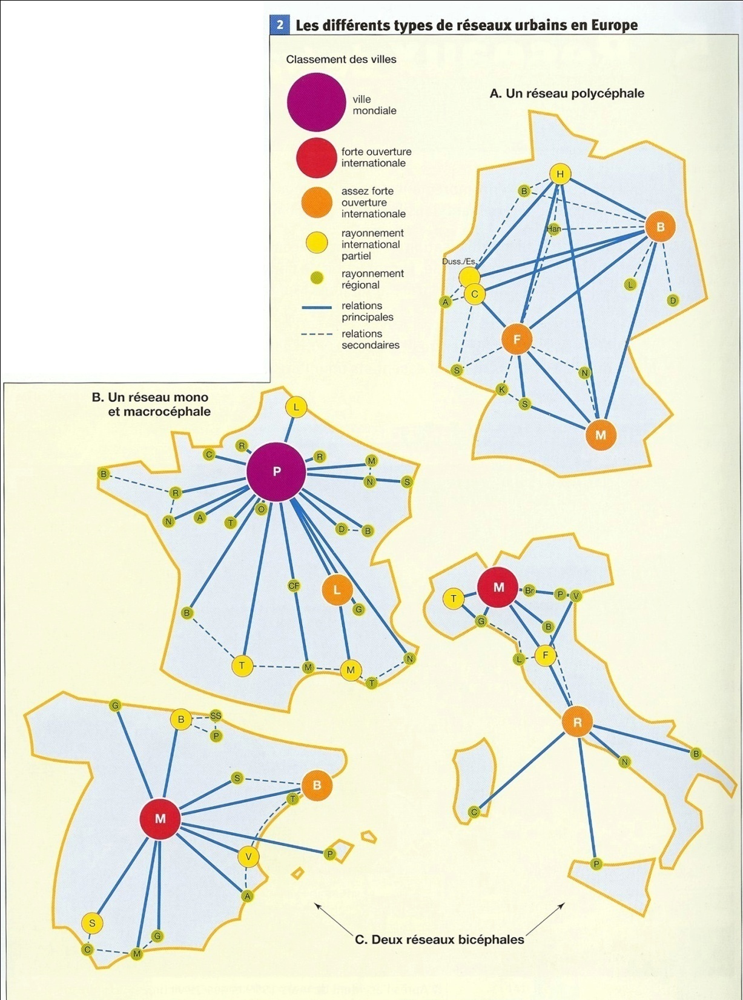 2 Les différents types de réseaux urbains en Europe
Classement des villes
ville
mondiale
forte ouverture
internationale
assez forte
ouverture
internationale
rayonnement
international
partiel
rayonnement
régional
relations
principales
relations
secondaires
A. Un réseau polycéphale
H
B
Han
B
Duss./Es.
C
A
L
D
F
S
K
S
N
M
B. Un réseau mono
et macrocéphale
L
R
C
P
R
M
B
R
N
S
N
A
T
O
D
B
CF
L
B
G
T
M
M
T
N
M
Br
P
V
T
G
B
L
F
R
B
N
C
P
G
B
SS
P
S
B
T
M
V
P
A
S
C
M
G
C. Deux réseaux bicéphales